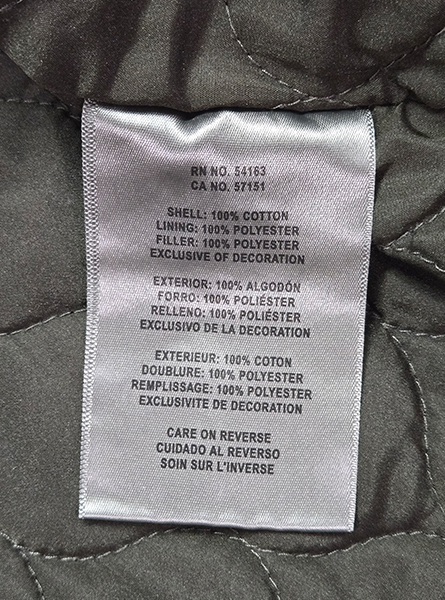 RN NO. 54163
CA NO. 57151
SHELL: 100% COTTON
LINING: 100% POLYESTER
FILLER: 100% POLYESTER
EXCLUSIVE OF DECORATION
EXTERIOR: 100% ALGODÓN
FORRO: 100% POLIÉSTER
RELLENO: 100% POLIÉSTER
EXCLUSIVO DE LA DECORATION
EXTERIEUR: 100% COTON
DOUBLURE: 100% POLYESTER
REMPLISSAGE: 100% POLYESTER
EXCLUSIVITE DE DECORATION
CARE ON REVERSE
CUIDADO AL REVERSO
SOIN SUR L'INVERSE